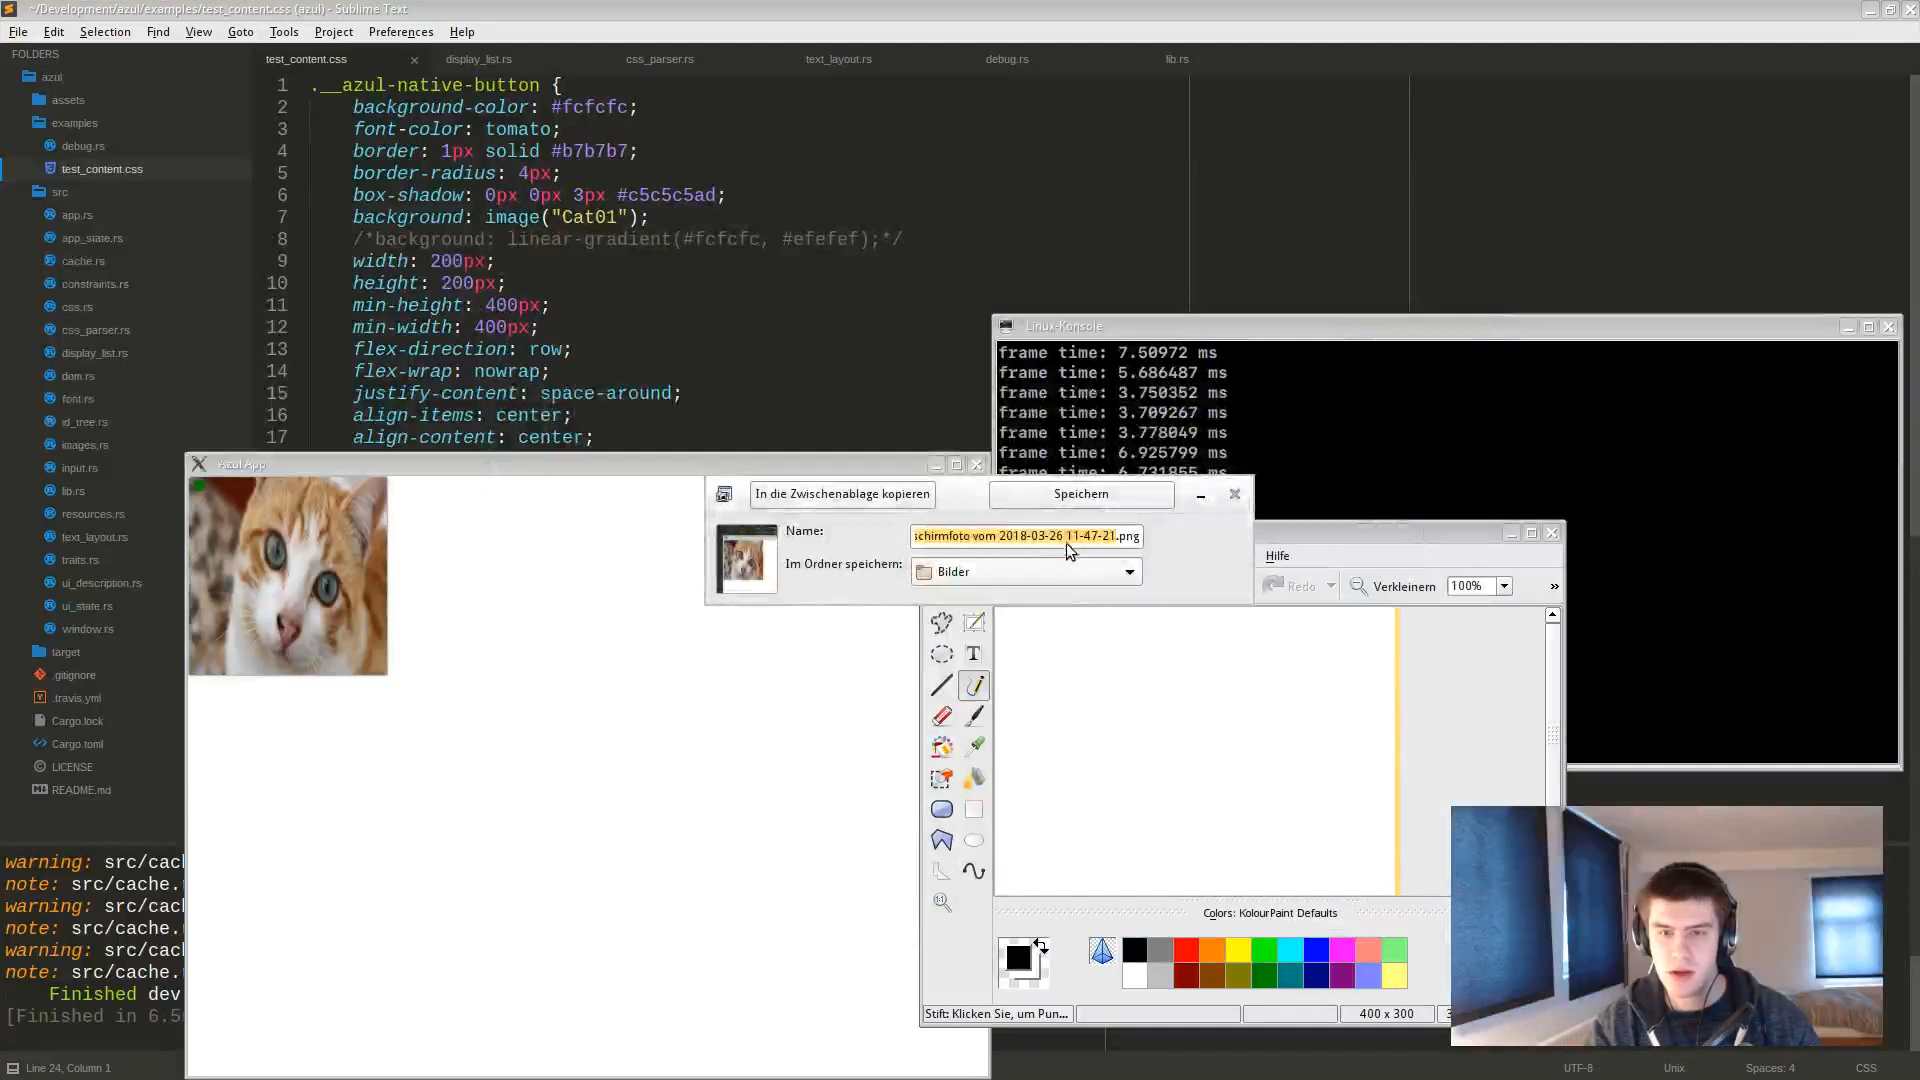 ~/Development/azul/examples/test_content.css (azul) - Sublime Text
File Edit Selection Find View Goto Tools Project Preferences Help
FOLDERS
azul
assets
examples
debug.rs
test_content.css
src
app.rs
app_state.rs
cache.rs
constraints.rs
css.rs
css_parser.rs
display_list.rs
dom.rs
font.rs
id_tree.rs
images.rs
input.rs
lib.rs
resources.rs
text_layout.rs
traits.rs
ui_description.rs
ui_state.rs
window.rs
target
.gitignore
.travis.yml
Cargo.lock
Cargo.toml
LICENSE
README.md
test_content.css display_list.rs css_parser.rs text_layout.rs debug.rs lib.rs
1 .__azul-native-button {
2 background-color: #fcfcfc;
3 font-color: tomato;
4 border: 1px solid #b7b7b7;
5 border-radius: 4px;
6 box-shadow: 0px 0px 3px #c5c5c5ad;
7 background: image("Cat01");
8 /*background: linear-gradient(#fcfcfc, #efefef);*/
9 width: 200px;
10 height: 200px;
11 min-height: 400px;
12 min-width: 400px;
13 flex-direction: row;
14 flex-wrap: nowrap;
15 justify-content: space-around;
16 align-items: center;
17 align-content: center;
Linux-Konsole
frame time: 7.50972 ms
frame time: 5.686487 ms
frame time: 3.750352 ms
frame time: 3.709267 ms
frame time: 3.778049 ms
frame time: 6.925799 ms
frame time: 6.731855 ms
Azul App
In die Zwischenablage kopieren Speichern
Name: schirmfoto vom 2018-03-26 11-47-21.png
Im Ordner speichern: Bilder
Hilfe
Redo Verkleinern 100% »
T
Colors: KolourPaint Defaults
Stift: Klicken Sie, um Pun... 400 x 300 3
warning: src/cac
note: src/cache.
warning: src/cac
note: src/cache.
warning: src/cac
note: src/cache.
Finished dev
[Finished in 6.5
Line 24, Column 1 UTF-8 Unix Spaces: 4 CSS